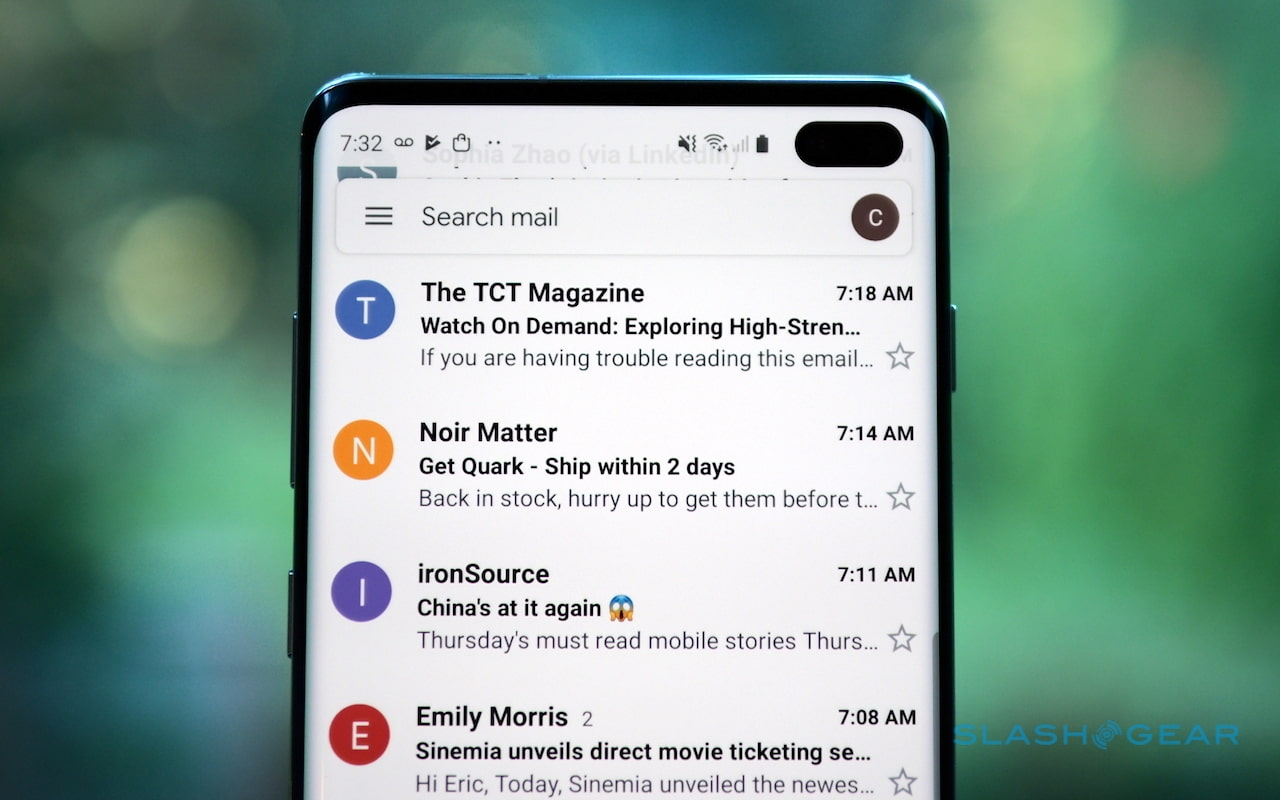 7:32
Sophia Zhao (via LinkedIn)
S
Search mail
C
T
The TCT Magazine
7:18 AM
Watch On Demand: Exploring High-Stren...
If you are having trouble reading this email...
N
Noir Matter
7:14 AM
Get Quark - Ship within 2 days
Back in stock, hurry up to get them before t...
I
ironSource
7:11 AM
China's at it again 😱
Thursday's must read mobile stories Thurs...
E
Emily Morris 2
7:08 AM
Sinemia unveils direct movie ticketing se...
Hi Eric, Today, Sinemia unveiled the newes...
SLASHGEAR